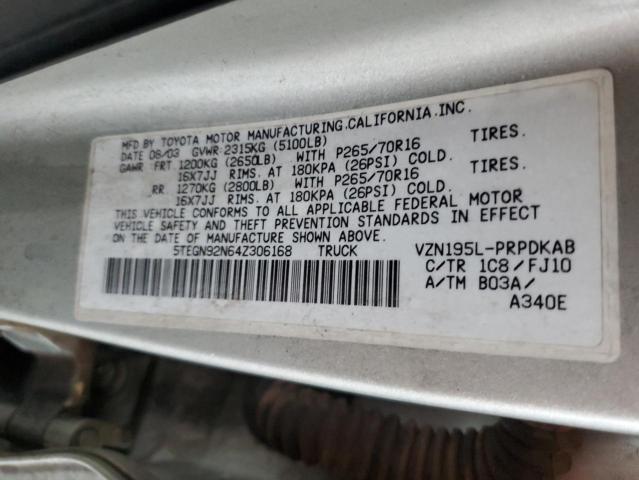 MFD BY TOYOTA MOTOR MANUFACTURING,CALIFORNIA,INC.
DATE 08/03 GVWR 2315KG (5100LB)
GAWR FRT 1200KG (2650LB) WITH P265/70R16 TIRES.
16X7JJ RIMS. AT 180KPA (26PSI) COLD.
RR 1270KG (2800LB) WITH P265/70R16 TIRES.
16X7JJ RIMS. AT 180KPA (26PSI) COLD.
THIS VEHICLE CONFORMS TO ALL APPLICABLE FEDERAL MOTOR
VEHICLE SAFETY AND THEFT PREVENTION STANDARDS IN EFFECT
ON THE DATE OF MANUFACTURE SHOWN ABOVE.
5TEGN92N64Z306168 TRUCK VZN195L-PRPDKAB
C/TR 1C8/FJ10
A/TM B03A/
A340E